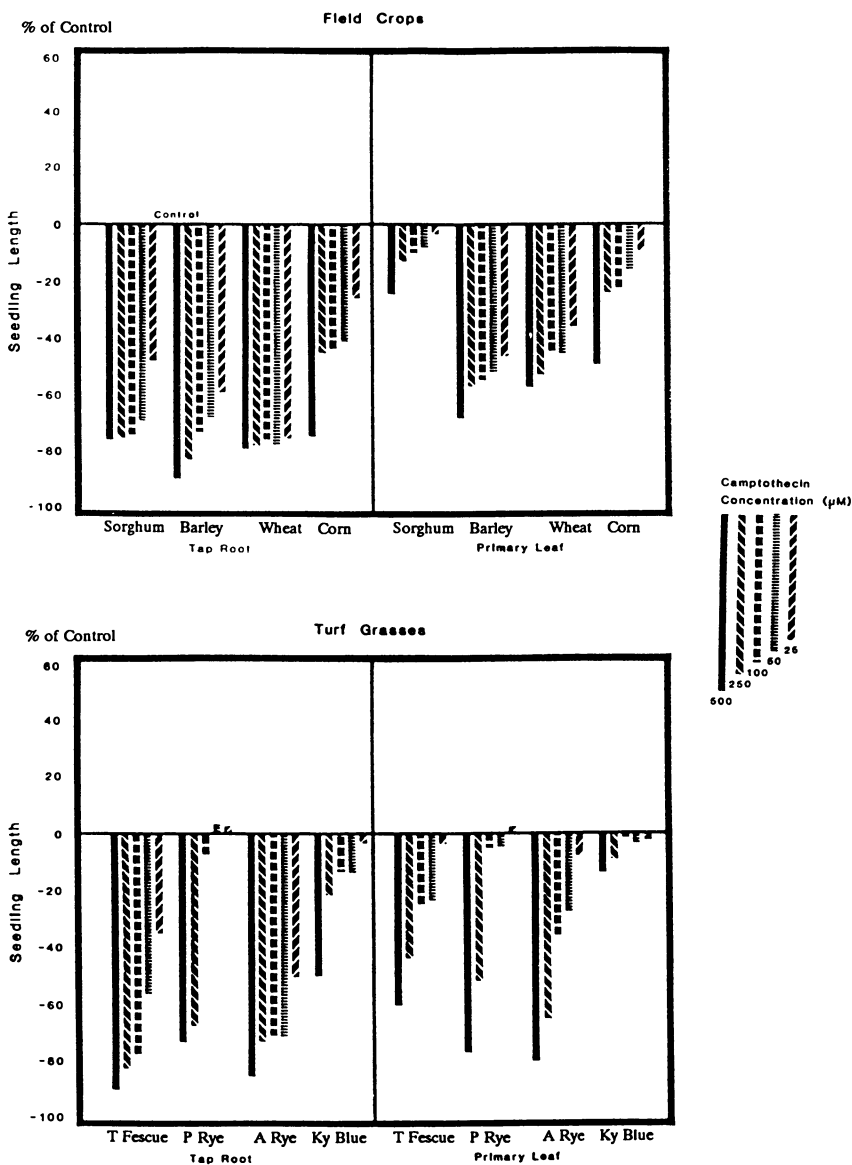 Field Crops
% of Control
60
40
20
Control
0
-20
-40
-60
-80
-100
Seedling Length
Sorghum Barley Wheat Corn Sorghum Barley Wheat Corn
Tap Root Primary Leaf
Camptothecin
Concentration (µM)
500 250 100 50 25
Turf Grasses
% of Control
60
40
20
0
-20
-40
-60
-80
-100
Seedling Length
T Fescue P Rye A Rye Ky Blue T Fescue P Rye A Rye Ky Blue
Tap Root Primary Leaf